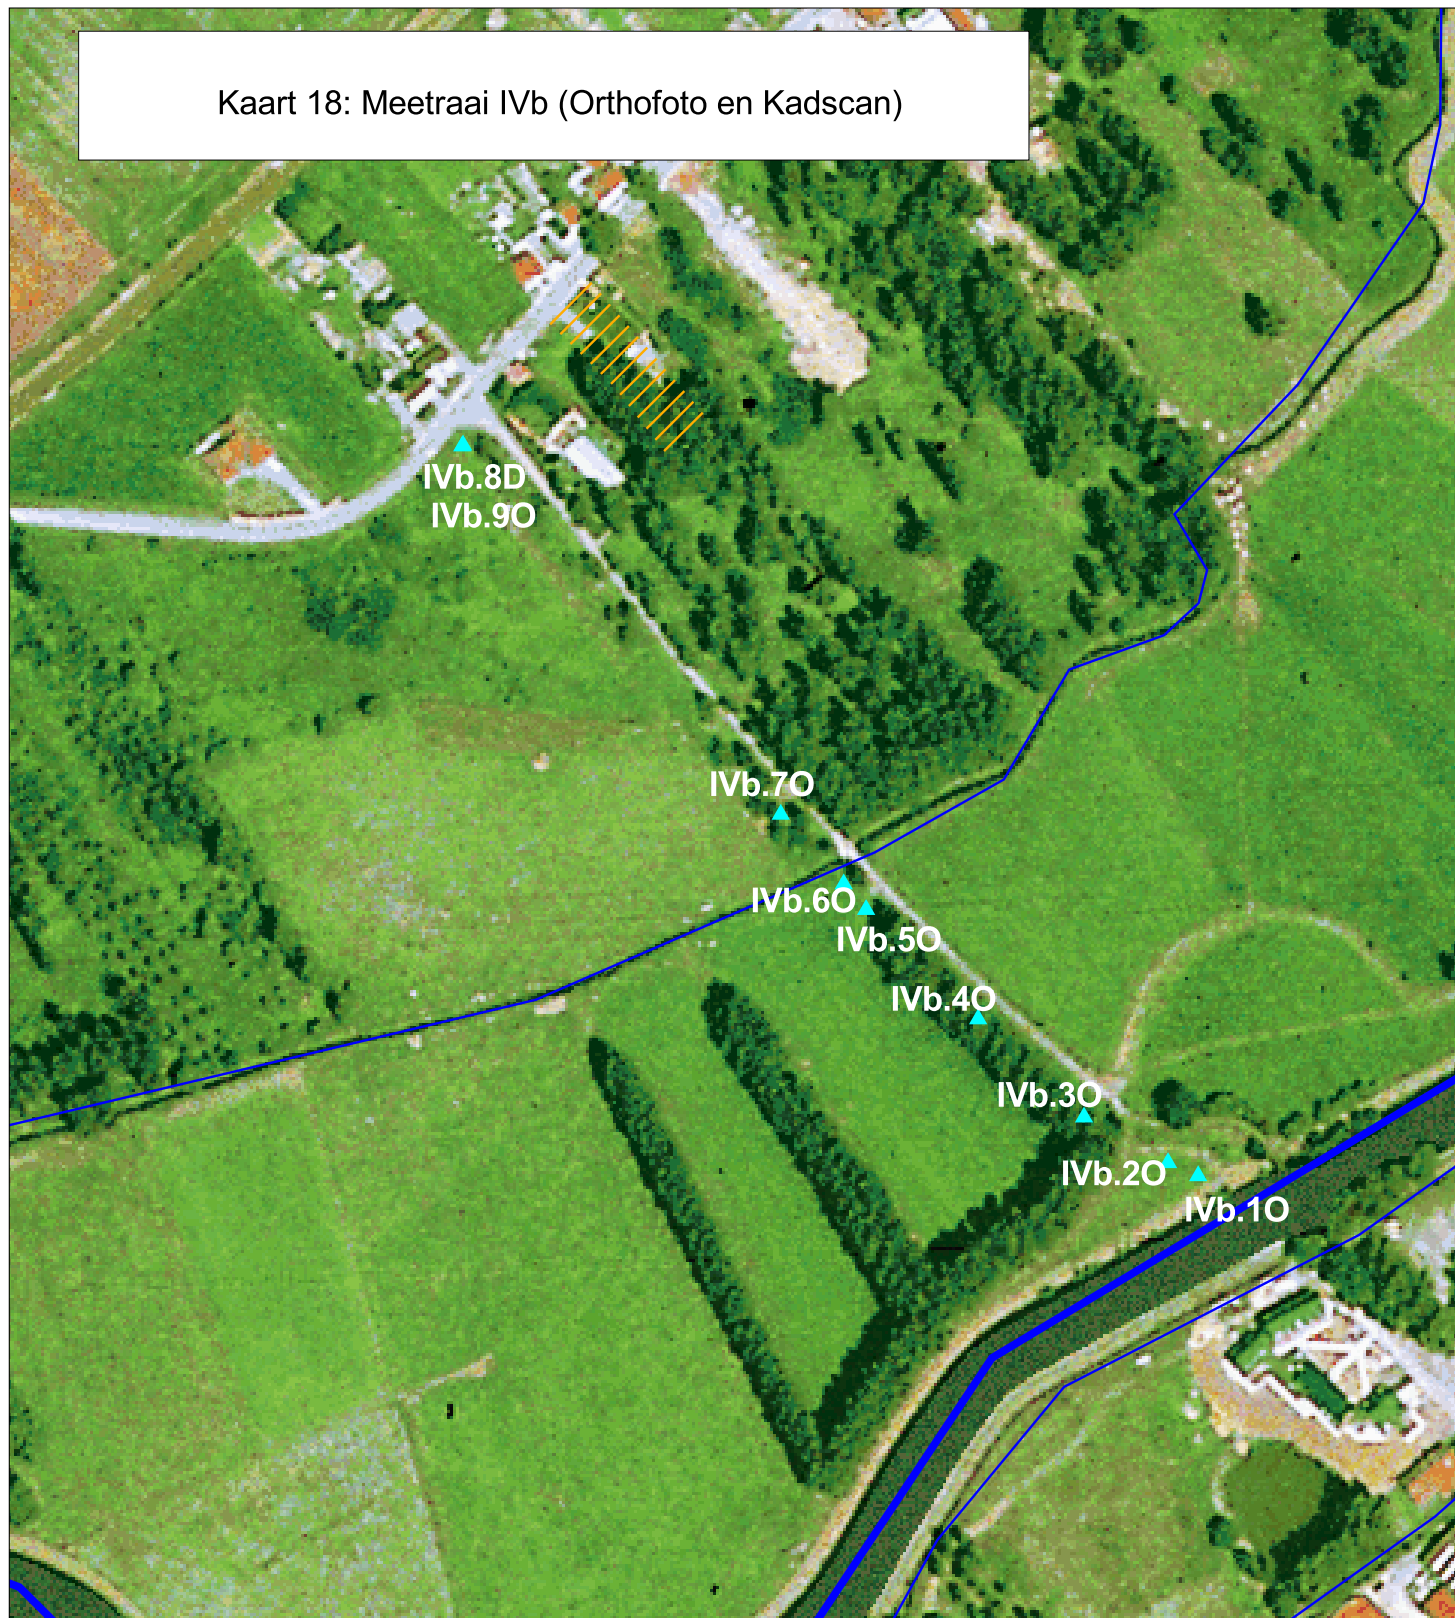 Kaart 18: Meetraai IVb (Orthofoto en Kadscan)
IVb.8D
IVb.9O
IVb.7O
IVb.6O
IVb.5O
IVb.4O
IVb.3O
IVb.2O
IVb.1O